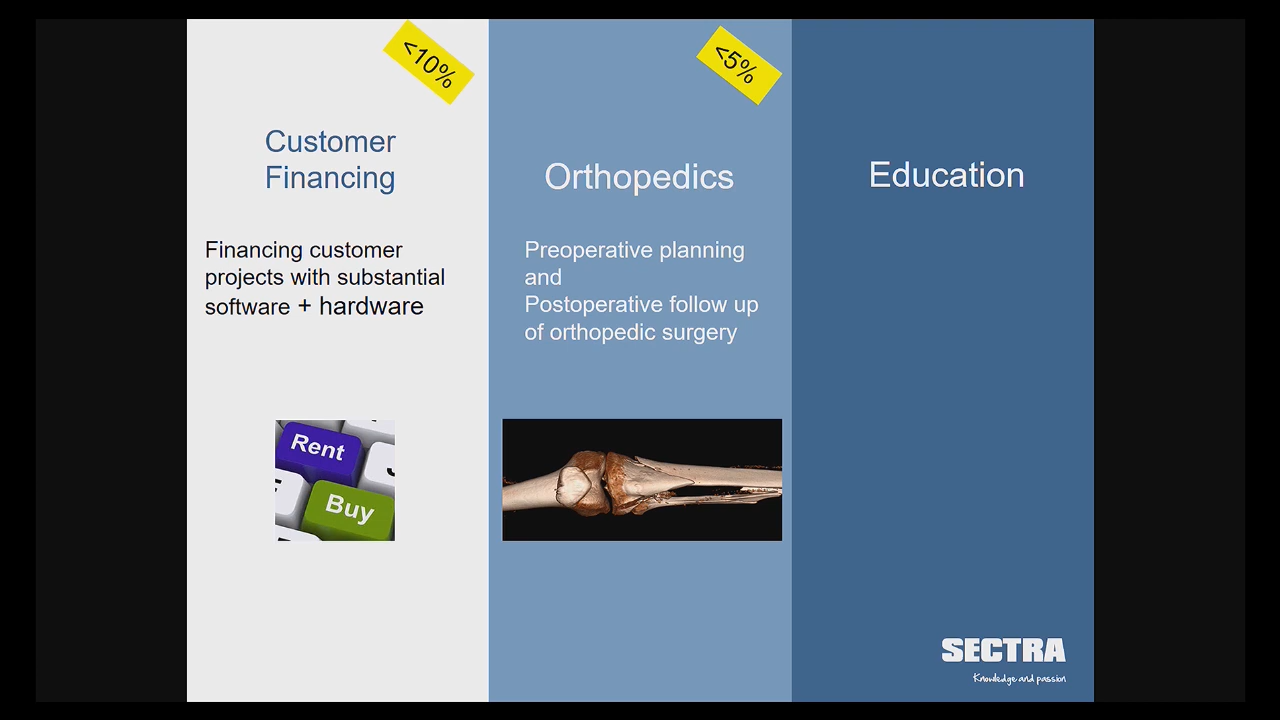 <10%
Customer
Financing
Financing customer
projects with substantial
software + hardware
Rent
Buy
<5%
Orthopedics
Preoperative planning
and
Postoperative follow up
of orthopedic surgery
Education
SECTRA
Knowledge and passion